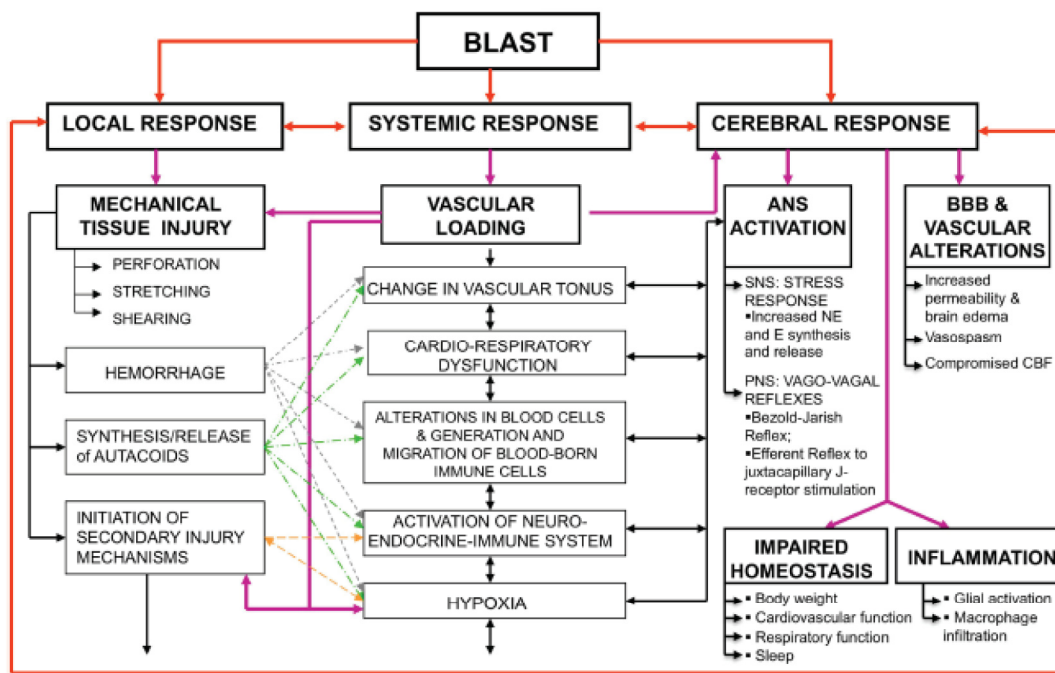 BLAST
LOCAL RESPONSE
SYSTEMIC RESPONSE
CEREBRAL RESPONSE
MECHANICAL
TISSUE INJURY
PERFORATION
STRETCHING
SHEARING
HEMORRHAGE
SYNTHESIS/RELEASE
of AUTACOIDS
INITIATION OF
SECONDARY INJURY
MECHANISMS
VASCULAR
LOADING
CHANGE IN VASCULAR TONUS
CARDIO-RESPIRATORY
DYSFUNCTION
ALTERATIONS IN BLOOD CELLS
& GENERATION AND
MIGRATION OF BLOOD-BORN
IMMUNE CELLS
ACTIVATION OF NEURO-
ENDOCRINE-IMMUNE SYSTEM
HYPOXIA
ANS
ACTIVATION
SNS: STRESS
RESPONSE
▪Increased NE
and E synthesis
and release
PNS: VAGO-VAGAL
REFLEXES
▪Bezold-Jarish
Reflex;
▪Efferent Reflex to
juxtacapillary J-
receptor stimulation
BBB &
VASCULAR
ALTERATIONS
Increased
permeability &
brain edema
Vasospasm
Compromised CBF
IMPAIRED
HOMEOSTASIS
▪ Body weight
▪ Cardiovascular function
▪ Respiratory function
▪ Sleep
INFLAMMATION
▪ Glial activation
▪ Macrophage
infiltration